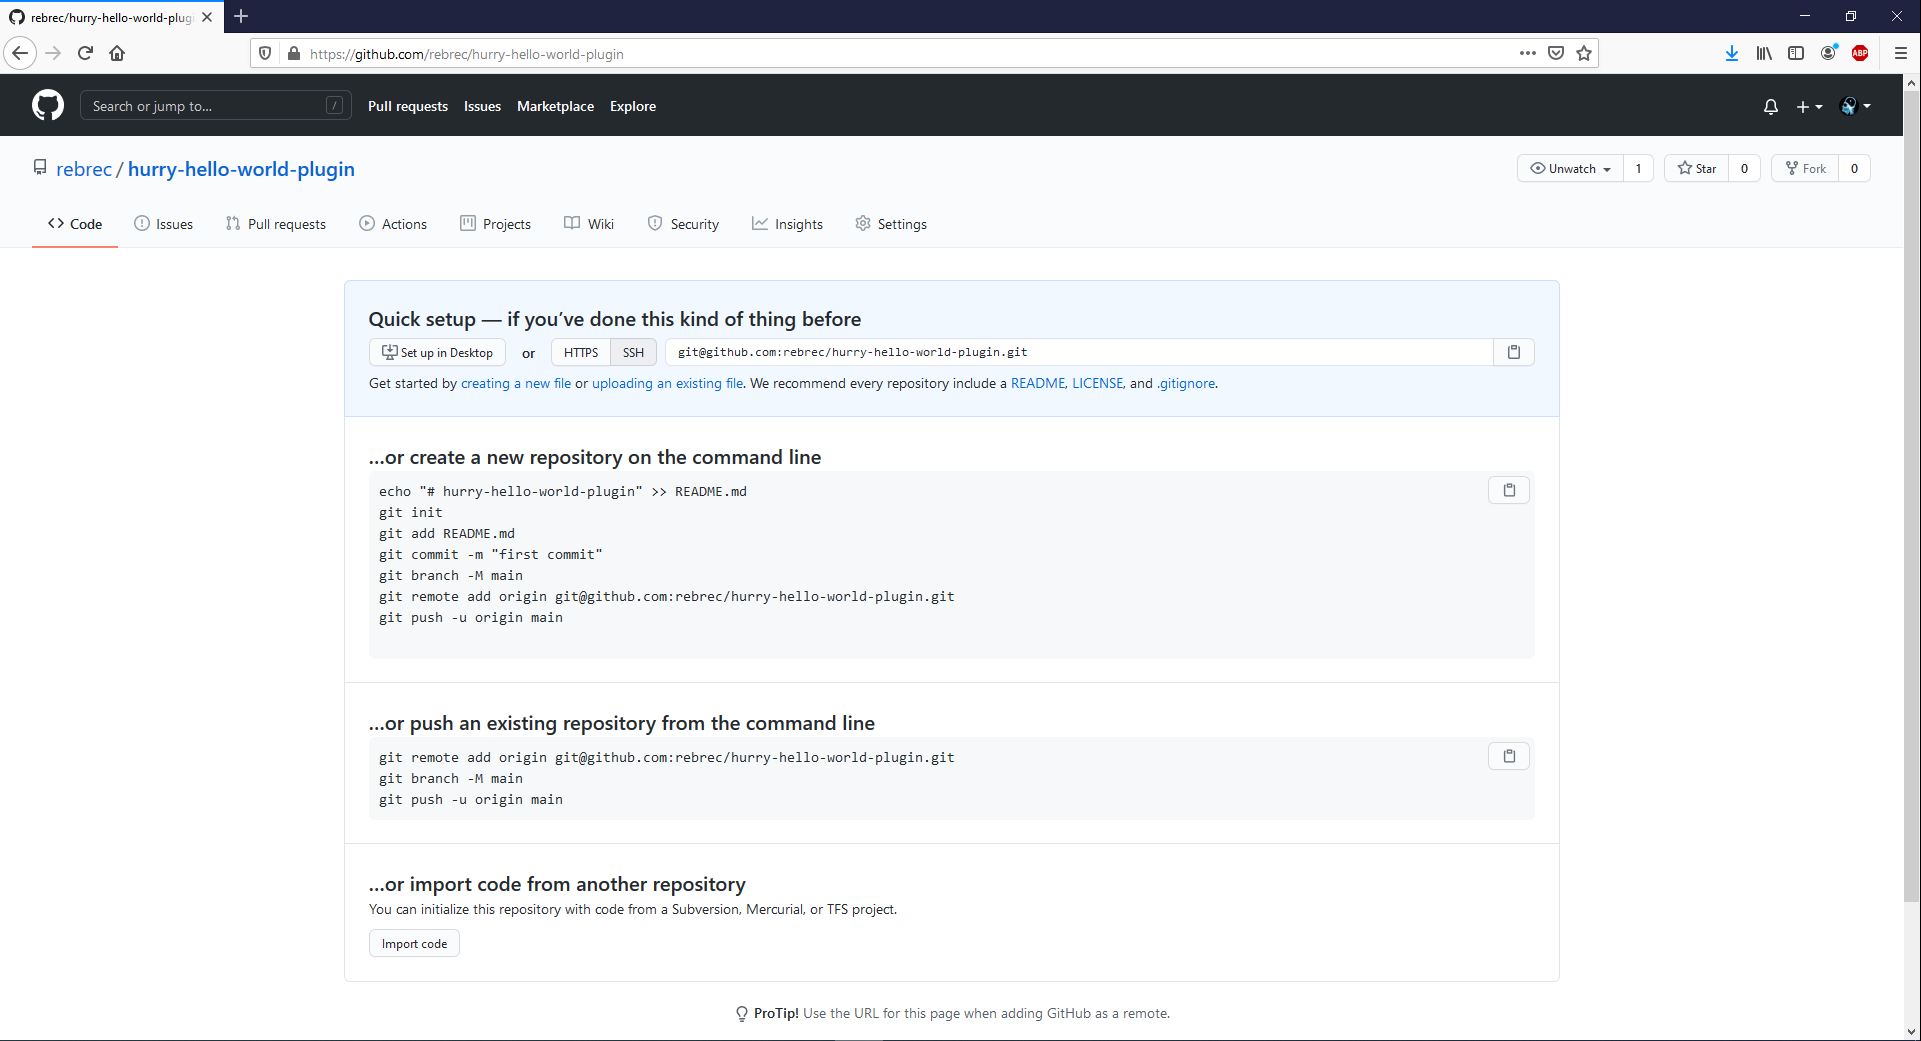 rebrec/hurry-hello-world-plugi
https://github.com/rebrec/hurry-hello-world-plugin
ABP
Search or jump to...
/
Pull requests Issues Marketplace Explore
rebrec / hurry-hello-world-plugin
Unwatch 1 Star 0 Fork 0
Code Issues Pull requests Actions Projects Wiki Security Insights Settings
Quick setup — if you’ve done this kind of thing before
Set up in Desktop or HTTPS SSH git@github.com:rebrec/hurry-hello-world-plugin.git
Get started by creating a new file or uploading an existing file. We recommend every repository include a README, LICENSE, and .gitignore.
…or create a new repository on the command line
echo "# hurry-hello-world-plugin" >> README.md
git init
git add README.md
git commit -m "first commit"
git branch -M main
git remote add origin git@github.com:rebrec/hurry-hello-world-plugin.git
git push -u origin main
…or push an existing repository from the command line
git remote add origin git@github.com:rebrec/hurry-hello-world-plugin.git
git branch -M main
git push -u origin main
…or import code from another repository
You can initialize this repository with code from a Subversion, Mercurial, or TFS project.
Import code
ProTip! Use the URL for this page when adding GitHub as a remote.